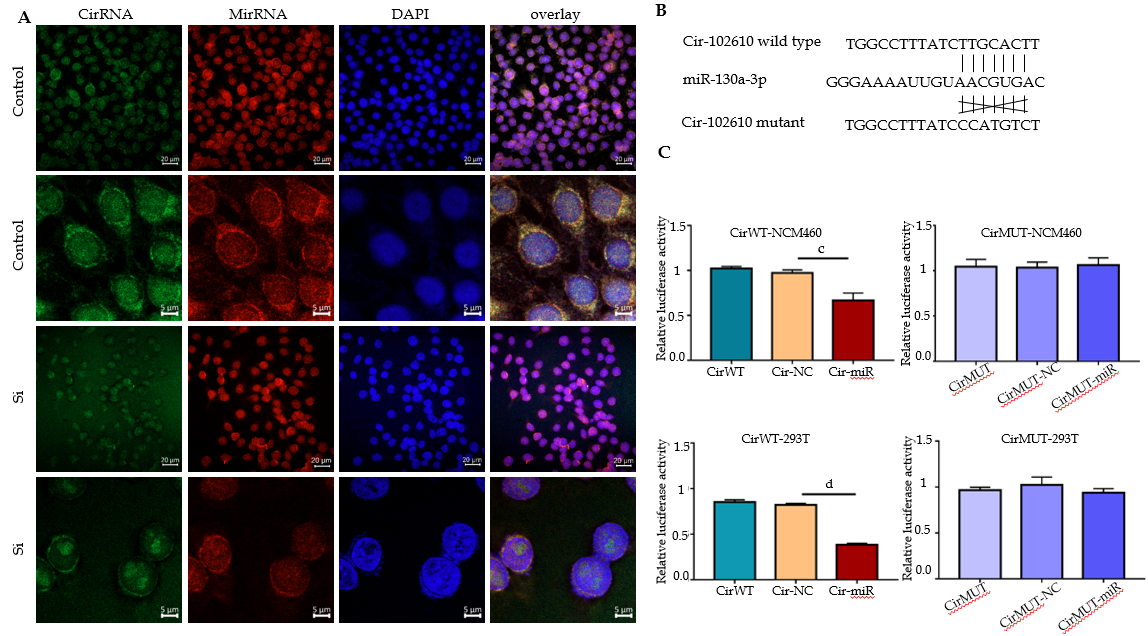 A
CirRNA MirRNA DAPI overlay
Control
20 μm 20 μm 20 μm 20 μm
Control
5 μm 5 μm 5 μm 5 μm
Si
20 μm 20 μm 20 μm 20 μm
Si
5 μm 5 μm 5 μm 5 μm
B
Cir-102610 wild type TGGCCTTTATCTTGCACTT
miR-130a-3p GGGAAAAUUGUAACGUGAC
Cir-102610 mutant TGGCCTTTATCCCATGTCT
C
CirWT-NCM460
Relative luciferase activity
1.5
1
0.5
0.0
c
CirWT Cir-NC Cir-miR
CirMUT-NCM460
Relative luciferase activity
1.5
1
0.5
0.0
CirMUT CirMUT-NC CirMUT-miR
CirWT-293T
Relative luciferase activity
1.5
1
0.5
0.0
d
CirWT Cir-NC Cir-miR
CirMUT-293T
Relative luciferase activity
1.5
1
0.5
0.0
CirMUT CirMUT-NC CirMUT-miR